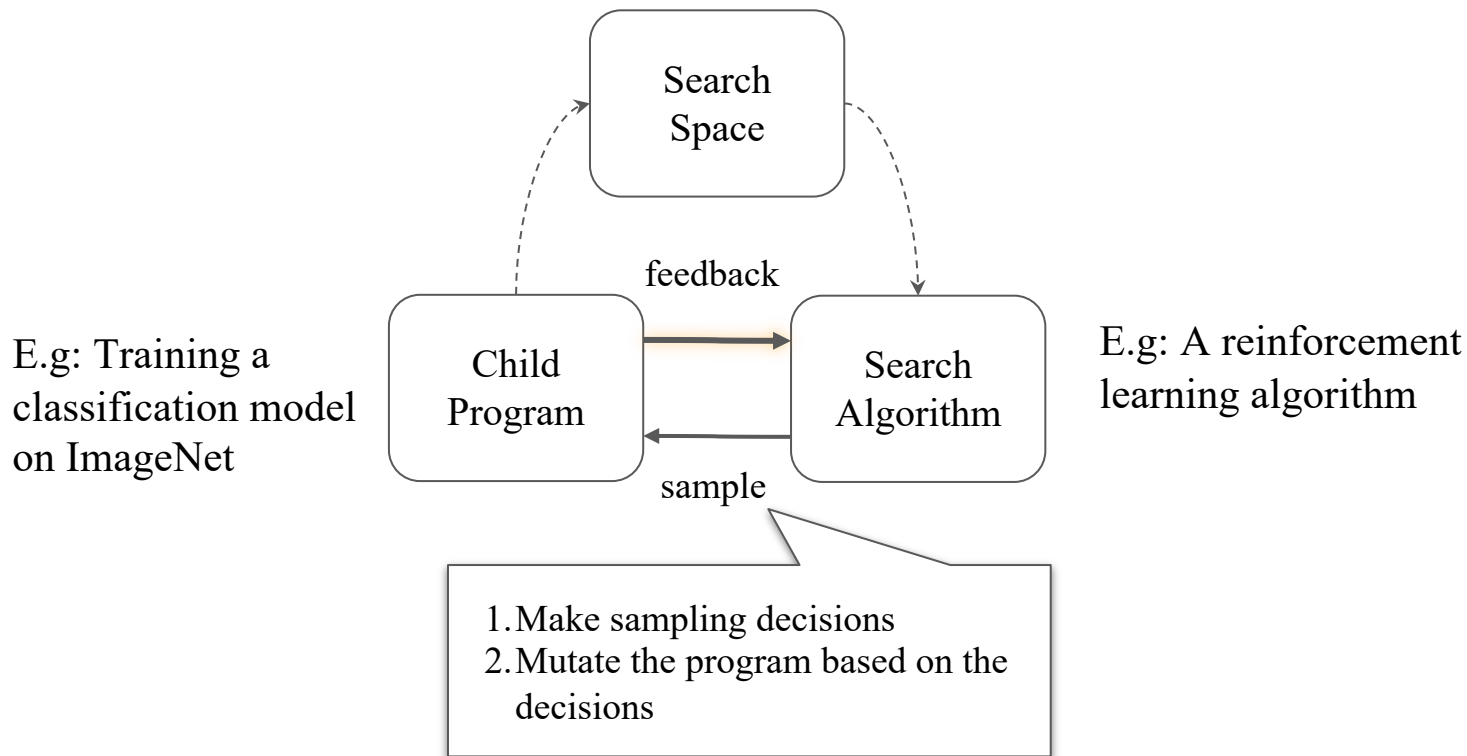 Search
Space
feedback
E.g: Training a
classification model
on ImageNet
Child
Program
Search
Algorithm
E.g: A reinforcement
learning algorithm
sample
1.Make sampling decisions
2.Mutate the program based on the
decisions